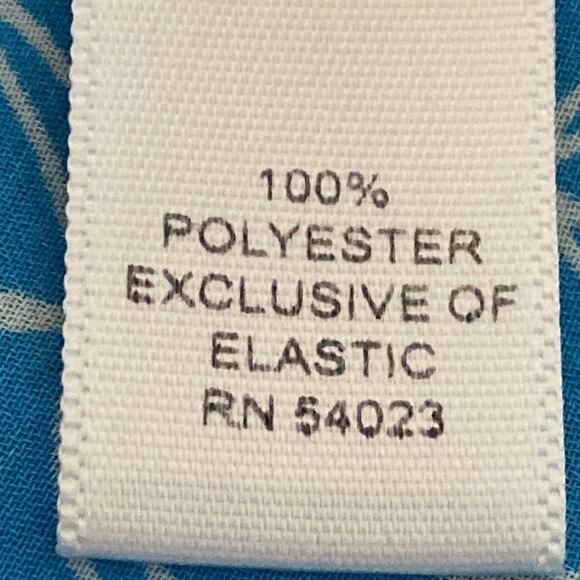 100%
POLYESTER
EXCLUSIVE OF
ELASTIC
RN 54023